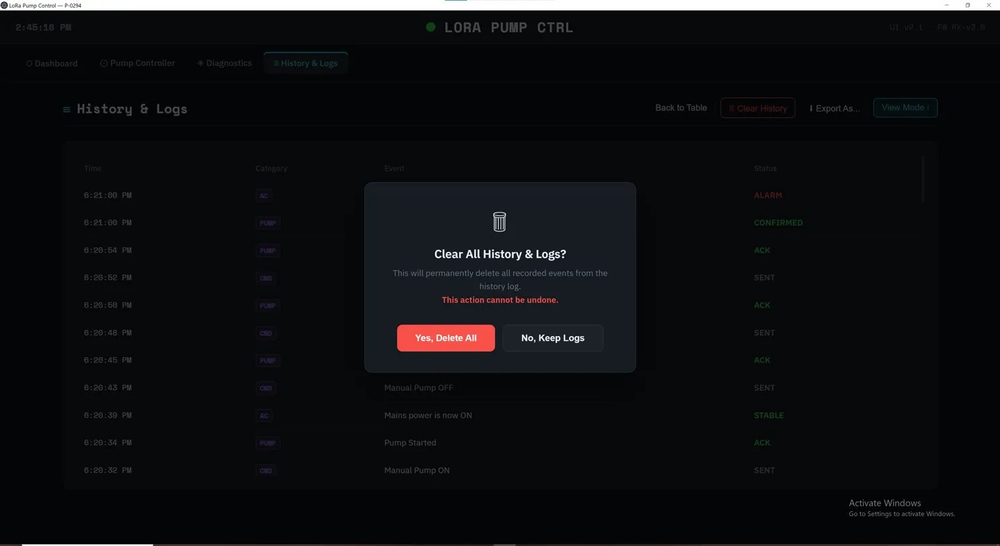 LoRa Pump Control — P-0294
2:45:16 PM
LORA PUMP CTRL
UI v2.1 · FW RX-v3.6
Dashboard
Pump Controller
Diagnostics
History & Logs
History & Logs
Back to Table
Clear History
Export As...
View Mode
Time Category Event Status
6:21:00 PM AC ALARM
6:21:00 PM PUMP CONFIRMED
6:20:54 PM PUMP ACK
6:20:52 PM CMD SENT
6:20:50 PM PUMP ACK
6:20:48 PM CMD SENT
6:20:45 PM PUMP ACK
6:20:43 PM CMD Manual Pump OFF SENT
6:20:39 PM AC Mains power is now ON STABLE
6:20:34 PM PUMP Pump Started ACK
6:20:32 PM CMD Manual Pump ON SENT
Clear All History & Logs?
This will permanently delete all recorded events from the
history log.
This action cannot be undone.
Yes, Delete All
No, Keep Logs
Activate Windows
Go to Settings to activate Windows.